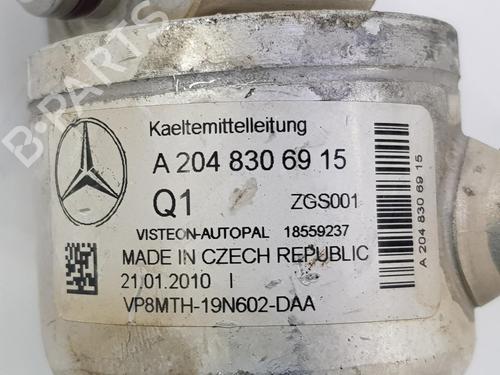 B-PARTS
Kaeltemittelleitung
A 204 830 69 15
Q1 ZGS001
VISTEON-AUTOPAL 18559237
MADE IN CZECH REPUBLIC
21.01.2010 I
VP8MTH-19N602-DAA
A 204 830 69 15